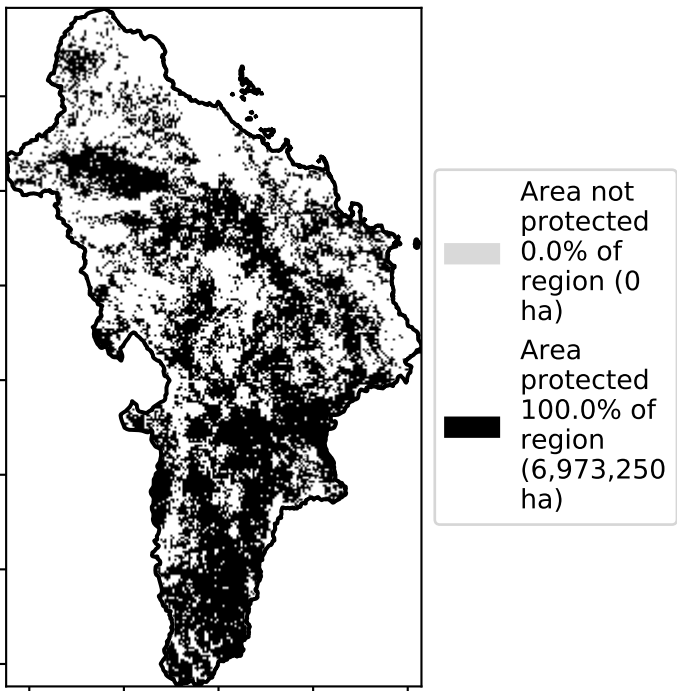 Area not
protected
0.0% of
region (0
ha)
Area
protected
100.0% of
region
(6,973,250
ha)